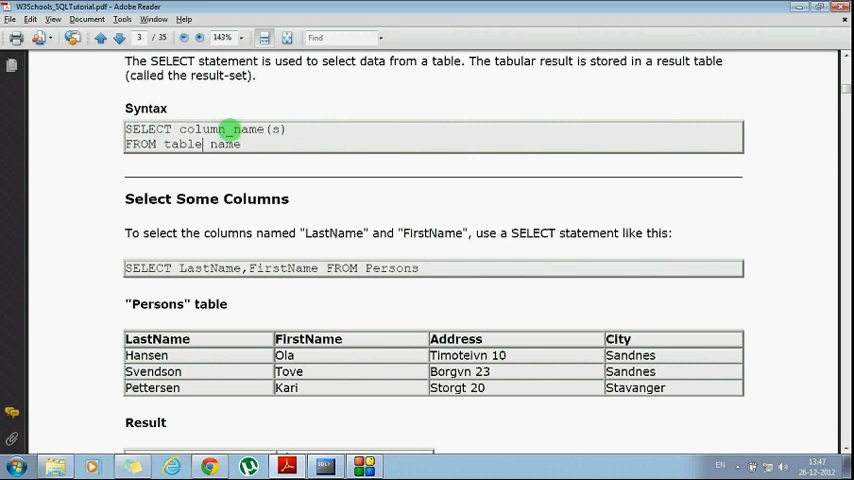 W3Schools_SQLTutorial.pdf - Adobe Reader
File Edit View Document Tools Window Help
3 / 35 143% Find
The SELECT statement is used to select data from a table. The tabular result is stored in a result table
(called the result-set).
Syntax
SELECT column_name(s)
FROM table_name
Select Some Columns
To select the columns named "LastName" and "FirstName", use a SELECT statement like this:
SELECT LastName,FirstName FROM Persons
"Persons" table
LastName FirstName Address City
Hansen Ola Timoteivn 10 Sandnes
Svendson Tove Borgvn 23 Sandnes
Pettersen Kari Storgt 20 Stavanger
Result
EN 13:47
26-12-2012